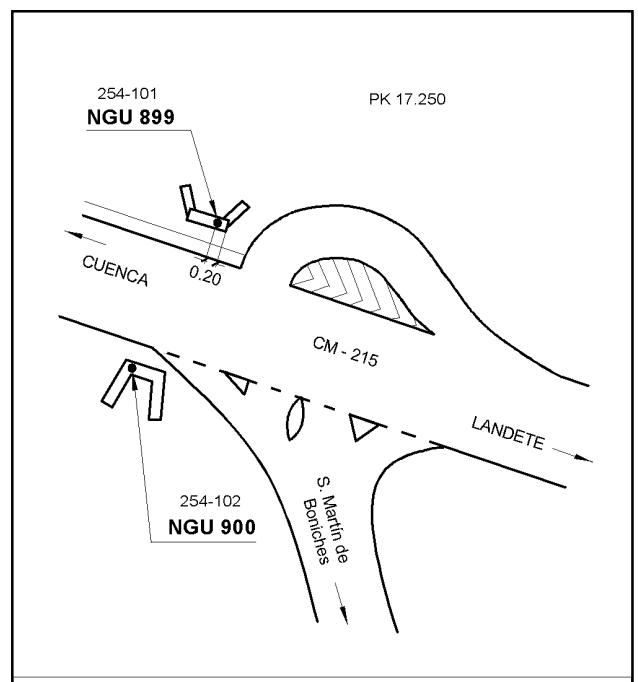 254-101
NGU 899
PK 17.250
CUENCA
0.20
CM - 215
LANDETE
254-102
NGU 900
S. Martín de
Boniches